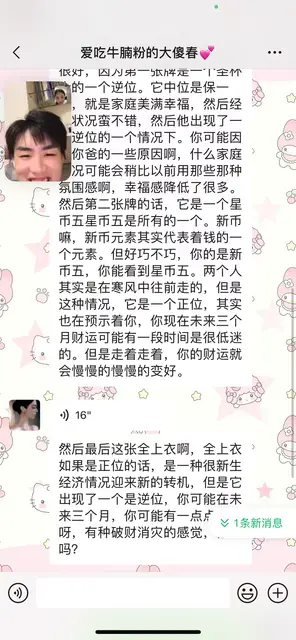 爱吃牛腩粉的大傻春💕
很好，因为第一张牌是一个圣杯
的一个逆位。它中位是保一
，就是家庭美满幸福，然后经
状况蛮不错，然后他出现了一
逆位的一个情况下。你可能因
你爸的一些原因啊，什么家庭
况可能会稍比以前用那些那种
氛围感啊，幸福感降低了很多。
然后第二张牌的话，它是一个星
币五星币五是所有的一个。新币
嘛，新币元素其实代表着钱的一
个元素。但好巧不巧，你的是新
币五，你能看到星币五。两个人
其实是在寒风中往前走的，但是
这种情况，它是一个正位，其实
也在预示着你，你现在未来三个
月财运可能有一段时间是很低迷
的。但是走着走着，你的财运就
会慢慢的慢慢的变好。
16"
然后最后这张全上衣啊，全上衣
如果是正位的话，是一种很新生
经济情况迎来新的转机，但可是它
出现了一个是逆位，你可能在未
来三个月，你可能有一点点
呀，有种破财消灾的感觉，
吗？
1条新消息